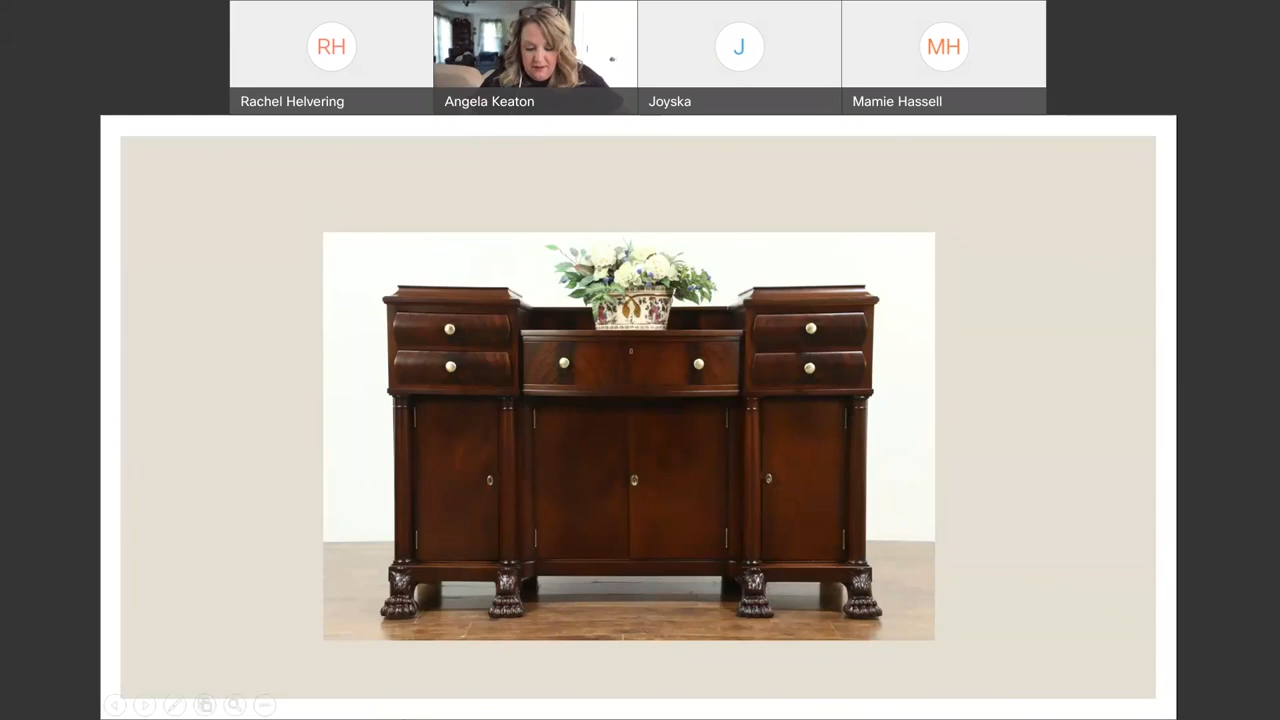 RH
J
MH
Rachel Helvering
Angela Keaton
Joyska
Mamie Hassell